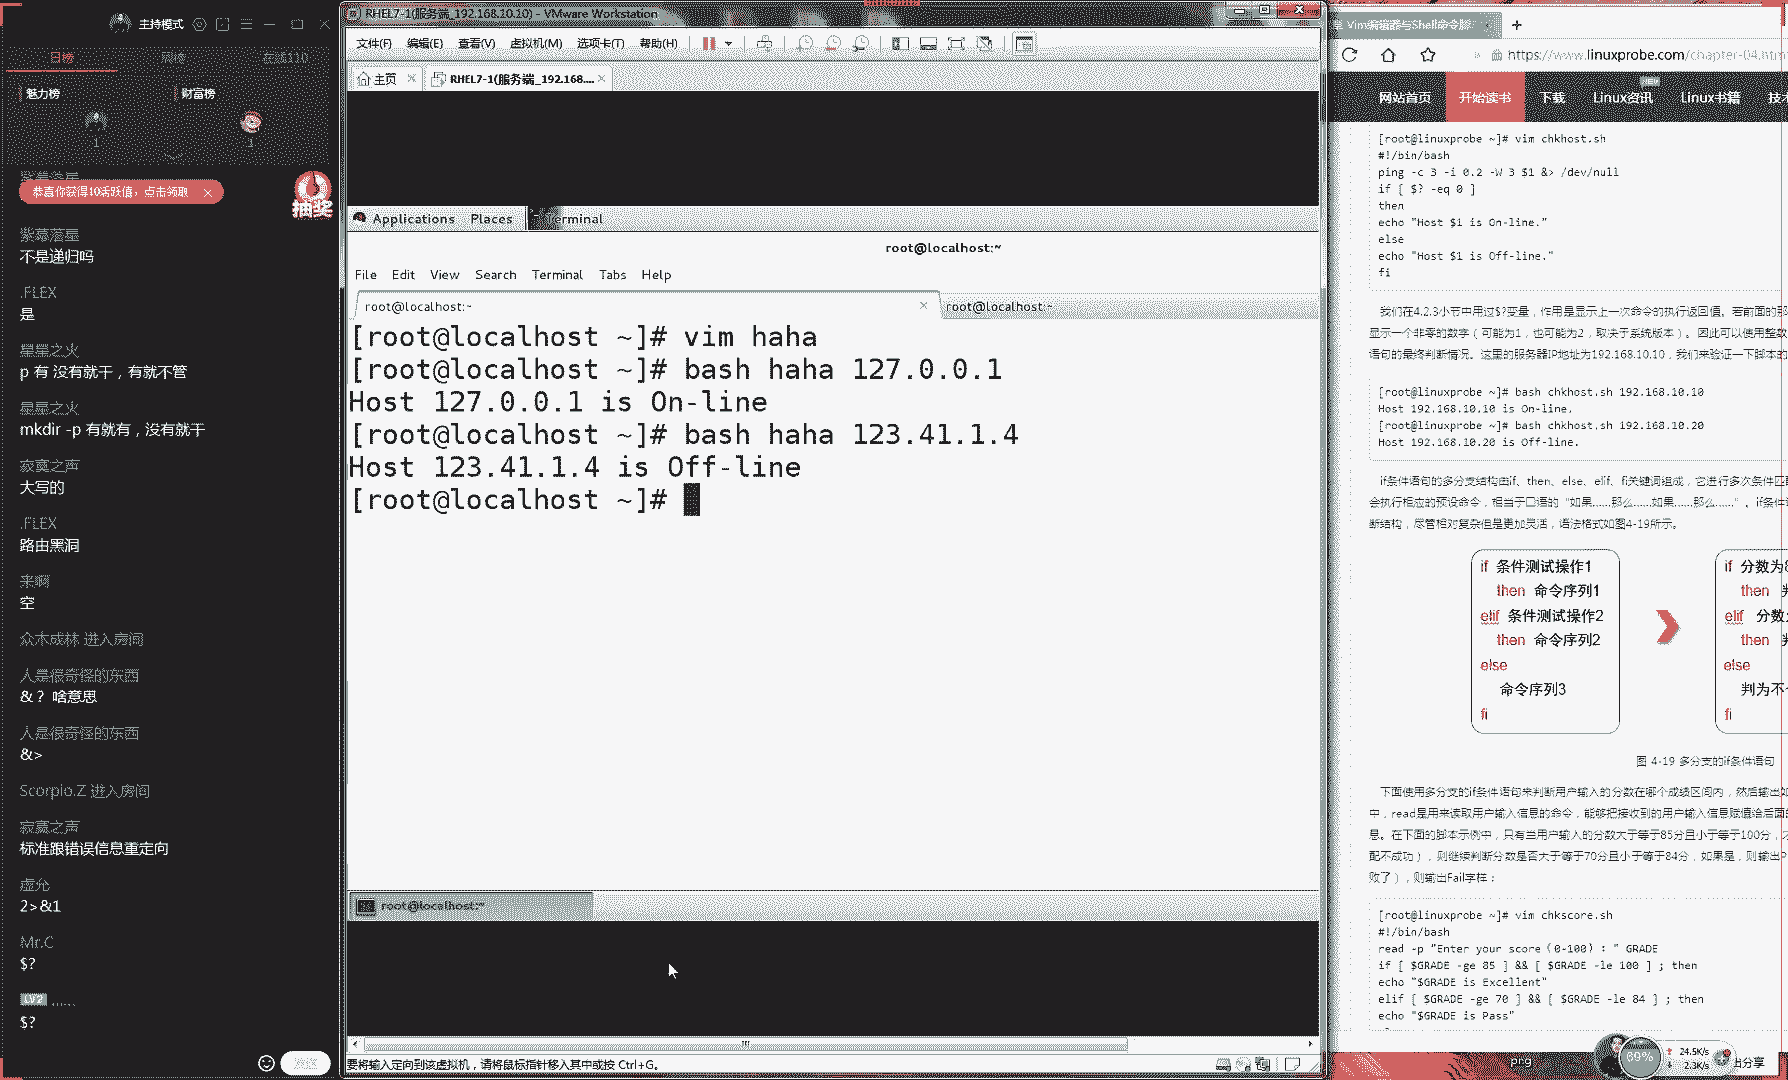 主持模式
日榜
在线110
魅力榜
财富榜
1
1
恭喜你获得40活跃值，点击领取
抽奖
紫幕落星
不是递归吗
.FLEX
是
星星之火
p 有 没有就干，有就不管
星星之火
mkdir -p 有就有，没有就干
寂寞之声
大写的
.FLEX
路由黑洞
来啊
空
众木成林 进入房间
人是很奇怪的东西
&？ 啥意思
人是很奇怪的东西
&>
Scorpio.Z 进入房间
寂寞之声
标准跟错误信息重定向
虚允
2>&1
Mr.C
$?
LV2 ......
$?
RHEL7-1(服务端_192.168.10.10) - VMware Workstation
文件(F) 编辑(E) 查看(V) 虚拟机(M) 选项卡(T) 帮助(H)
主页
RHEL7-1(服务端_192.168....
Applications Places Terminal
root@localhost:~
File Edit View Search Terminal Tabs Help
root@localhost:~
root@localhost:~
[root@localhost ~]# vim haha
[root@localhost ~]# bash haha 127.0.0.1
Host 127.0.0.1 is On-line
[root@localhost ~]# bash haha 123.41.1.4
Host 123.41.1.4 is Off-line
[root@localhost ~]#
root@localhost:~
要将输入定向到该虚拟机，请将鼠标指针移入其中或按 Ctrl+G。
Vim编辑器与Shell命令脚
https://www.linuxprobe.com/chapter-04.htm
网站首页 开始读书 下载 Linux资讯 Linux书籍 技
[root@linuxprobe ~]# vim chkhost.sh
#!/bin/bash
ping -c 3 -i 0.2 -W 3 $1 &> /dev/null
if [ $? -eq 0 ]
then
echo "Host $1 is On-line."
else
echo "Host $1 is Off-line."
fi
我们在4.2.3小节中用过$?变量，作用是显示上一次命令的执行返回值。若前面的那
显示一个非零的数字（可能为1，也可能为2，取决于系统版本）。因此可以使用整数
语句的最终判断情况。这里的服务器IP地址为192.168.10.10，我们来验证一下脚本的
[root@linuxprobe ~]# bash chkhost.sh 192.168.10.10
Host 192.168.10.10 is On-line.
[root@linuxprobe ~]# bash chkhost.sh 192.168.10.20
Host 192.168.10.20 is Off-line.
if条件语句的多分支结构由if、then、else、elif、fi关键词组成，它进行多次条件匹配
会执行相应的预设命令，相当于口语的“如果……那么……如果……那么……”。if条件
断结构，尽管相对复杂但是更加灵活，语法格式如图4-19所示。
if 条件测试操作1
then 命令序列1
elif 条件测试操作2
then 命令序列2
else
命令序列3
fi
if 分数为8
then 判
elif 分数
then 判
else
判为不
fi
图 4-19 多分支的if条件语句
下面使用多分支的if条件语句来判断用户输入的分数在哪个成绩区间内，然后输出如
中，read是用来读取用户输入信息的命令，能够把接收到的用户输入信息赋值给后面的
息。在下面的脚本示例中，只有当用户输入的分数大于等于85分且小于等于100分，才
配不成功），则继续判断分数是否大于等于70分且小于等于84分，如果是，则输出P
败了），则输出Fail字样：
[root@linuxprobe ~]# vim chkscore.sh
#!/bin/bash
read -p "Enter your score（0-100）：" GRADE
if [ $GRADE -ge 85 ] && [ $GRADE -le 100 ] ; then
echo "$GRADE is Excellent"
elif [ $GRADE -ge 70 ] && [ $GRADE -le 84 ] ; then
echo "$GRADE is Pass"
png
69%
24.5K/s
2.3K/s
出分享